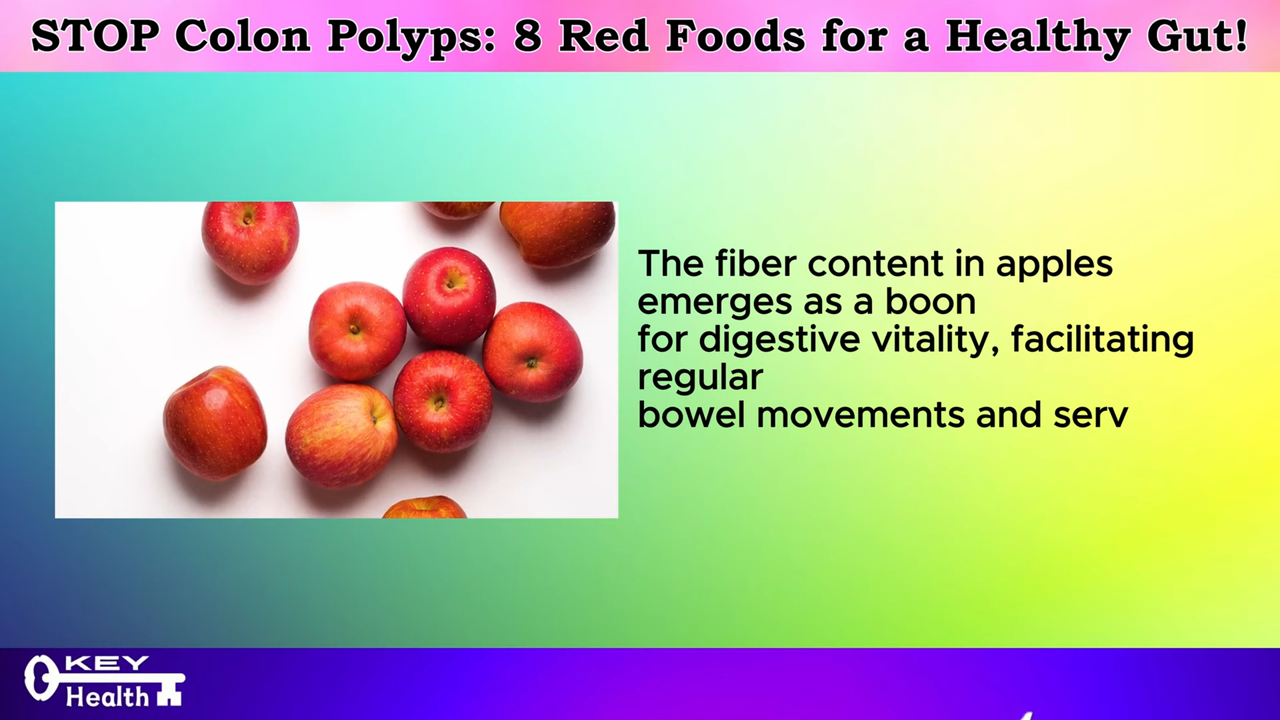 STOP Colon Polyps: 8 Red Foods for a Healthy Gut!
The fiber content in apples
emerges as a boon
for digestive vitality, facilitating
regular
bowel movements and serv
KEY
Health